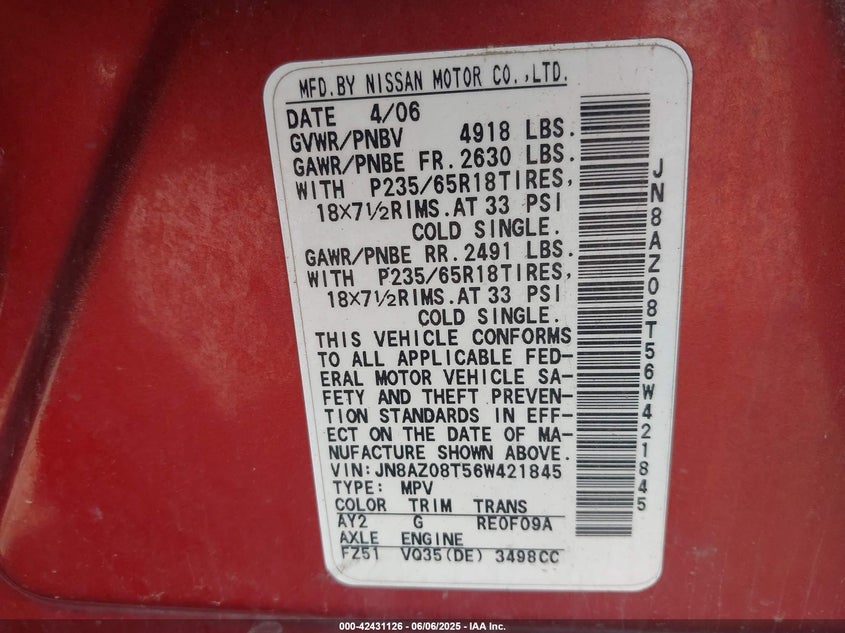 MFD.BY NISSAN MOTOR CO.,LTD.
DATE 4/06
GVWR/PNBV 4918 LBS.
GAWR/PNBE FR. 2630 LBS.
WITH P235/65R18TIRES,
18X7½RIMS.AT 33 PSI
COLD SINGLE.
GAWR/PNBE RR. 2491 LBS.
WITH P235/65R18TIRES,
18X7½RIMS.AT 33 PSI
COLD SINGLE.
THIS VEHICLE CONFORMS
TO ALL APPLICABLE FED-
ERAL MOTOR VEHICLE SA-
FETY AND THEFT PREVEN-
TION STANDARDS IN EFF-
ECT ON THE DATE OF MA-
NUFACTURE SHOWN ABOVE.
VIN:JN8AZ08T56W421845
TYPE: MPV
COLOR TRIM TRANS
AY2 G RE0F09A
AXLE ENGINE
FZ51 VQ35(DE) 3498CC
JN8AZ08T56W421845
000-42431126 - 06/06/2025 - IAA Inc.